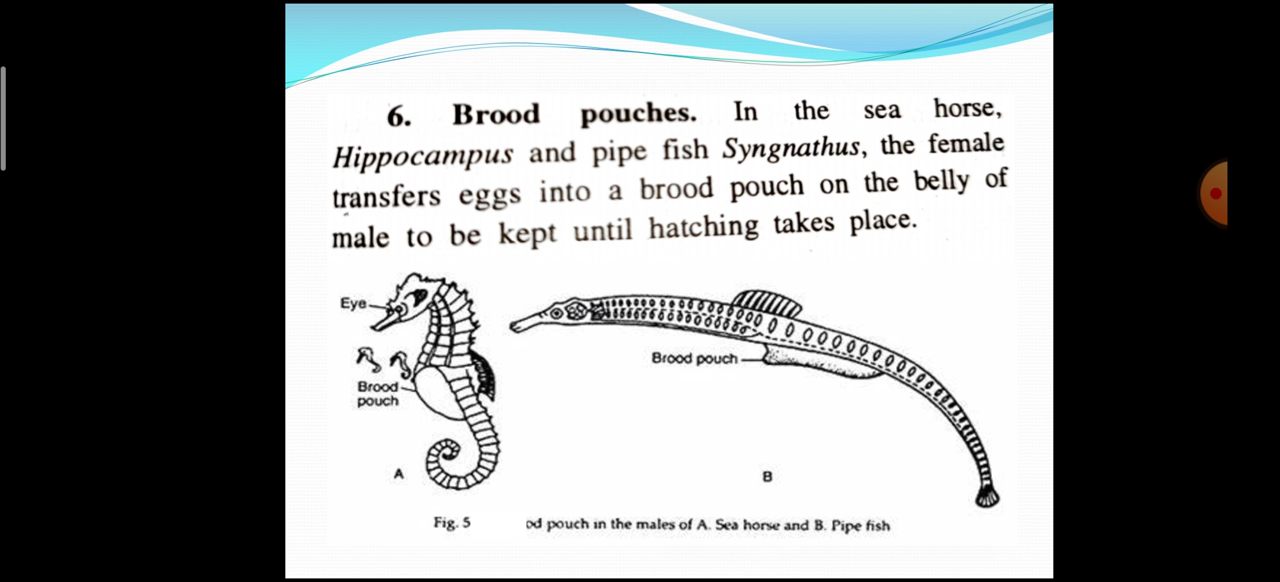 6. Brood pouches. In the sea horse,
Hippocampus and pipe fish Syngnathus, the female
transfers eggs into a brood pouch on the belly of
male to be kept until hatching takes place.
Eye
Brood pouch
Brood
pouch
A
B
Fig. 5 od pouch in the males of A. Sea horse and B. Pipe fish